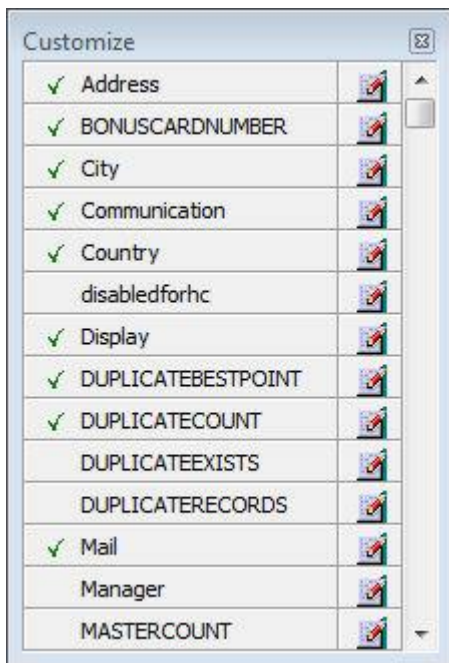 Customize
Address
BONUSCARDNUMBER
City
Communication
Country
disabledforhc
Display
DUPLICATEBESTPOINT
DUPLICATECOUNT
DUPLICATEEXISTS
DUPLICATERECORDS
Mail
Manager
MASTERCOUNT